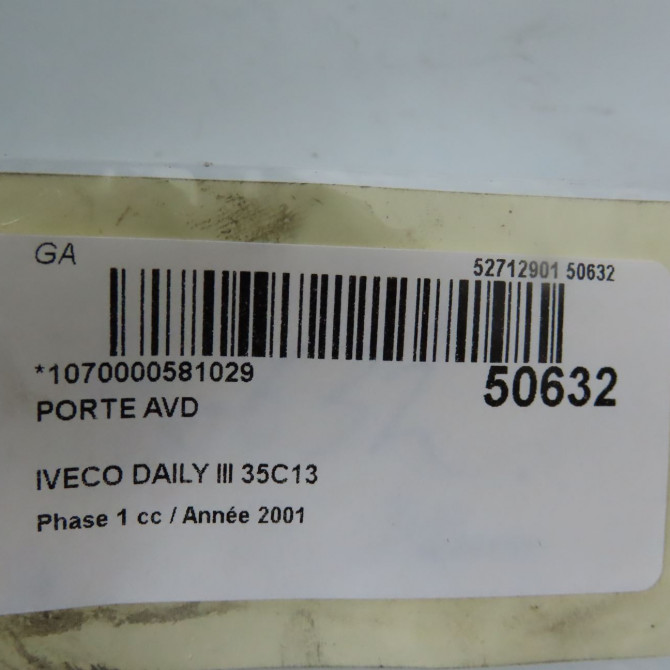 GA
52712901 50632
*1070000581029
50632
PORTE AVD
IVECO DAILY III 35C13
Phase 1 cc / Année 2001